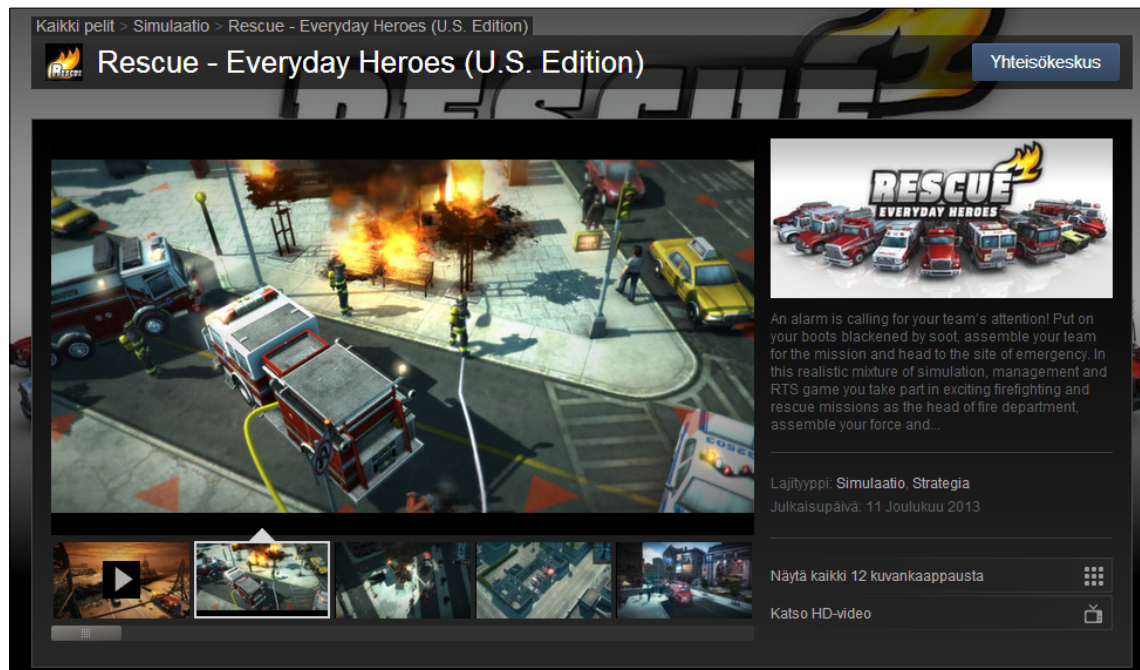 Kaikki pelit > Simulaatio > Rescue - Everyday Heroes (U.S. Edition)
Rescue - Everyday Heroes (U.S. Edition)
Yhteisökeskus
RESCUE
RESCUE
RESCUE
EVERYDAY HEROES
An alarm is calling for your team's attention! Put on
your boots blackened by soot, assemble your team
for the mission and head to the site of emergency. In
this realistic mixture of simulation, management and
RTS game you take part in exciting firefighting and
rescue missions as the head of fire department,
assemble your force and...
Lajityyppi: Simulaatio, Strategia
Julkaisupäivä: 11 Joulukuu 2013
Näytä kaikki 12 kuvankaappausta
Katso HD-video